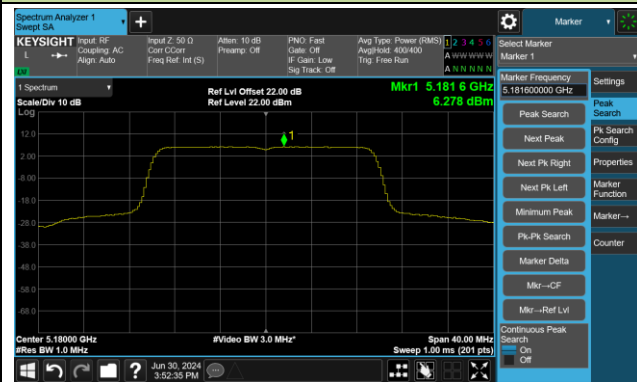 Spectrum Analyzer 1
Swept SA
Marker
KEYSIGHT
L
Input: RF
Coupling: AC
Align: Auto
Input Z: 50 Ω
Corr CCorr
Freq Ref: Int (S)
Atten: 10 dB
Preamp: Off
PNO: Fast
Gate: Off
IF Gain: Low
Sig Track: Off
Avg Type: Power (RMS)
Avg|Hold: 400/400
Trig: Free Run
1 2 3 4 5 6
A W W W W W
A N N N N N
LW
Select Marker
Marker 1
1 Spectrum
Scale/Div 10 dB
Log
Ref Lvl Offset 22.00 dB
Ref Level 22.00 dBm
Mkr1 5.181 6 GHz
6.278 dBm
12.0
2.00
-8.00
-18.0
-28.0
-38.0
-48.0
-58.0
-68.0
1
Center 5.18000 GHz
#Res BW 1.0 MHz
#Video BW 3.0 MHz*
Span 40.00 MHz
Sweep 1.00 ms (201 pts)
Marker Frequency
5.181600000 GHz
Peak Search
Next Peak
Next Pk Right
Next Pk Left
Minimum Peak
Pk-Pk Search
Marker Delta
Mkr→CF
Mkr→Ref Lvl
Continuous Peak
Search
On
Off
Settings
Peak
Search
Pk Search
Config
Properties
Marker
Function
Marker→
Counter
?
Jun 30, 2024
3:52:35 PM